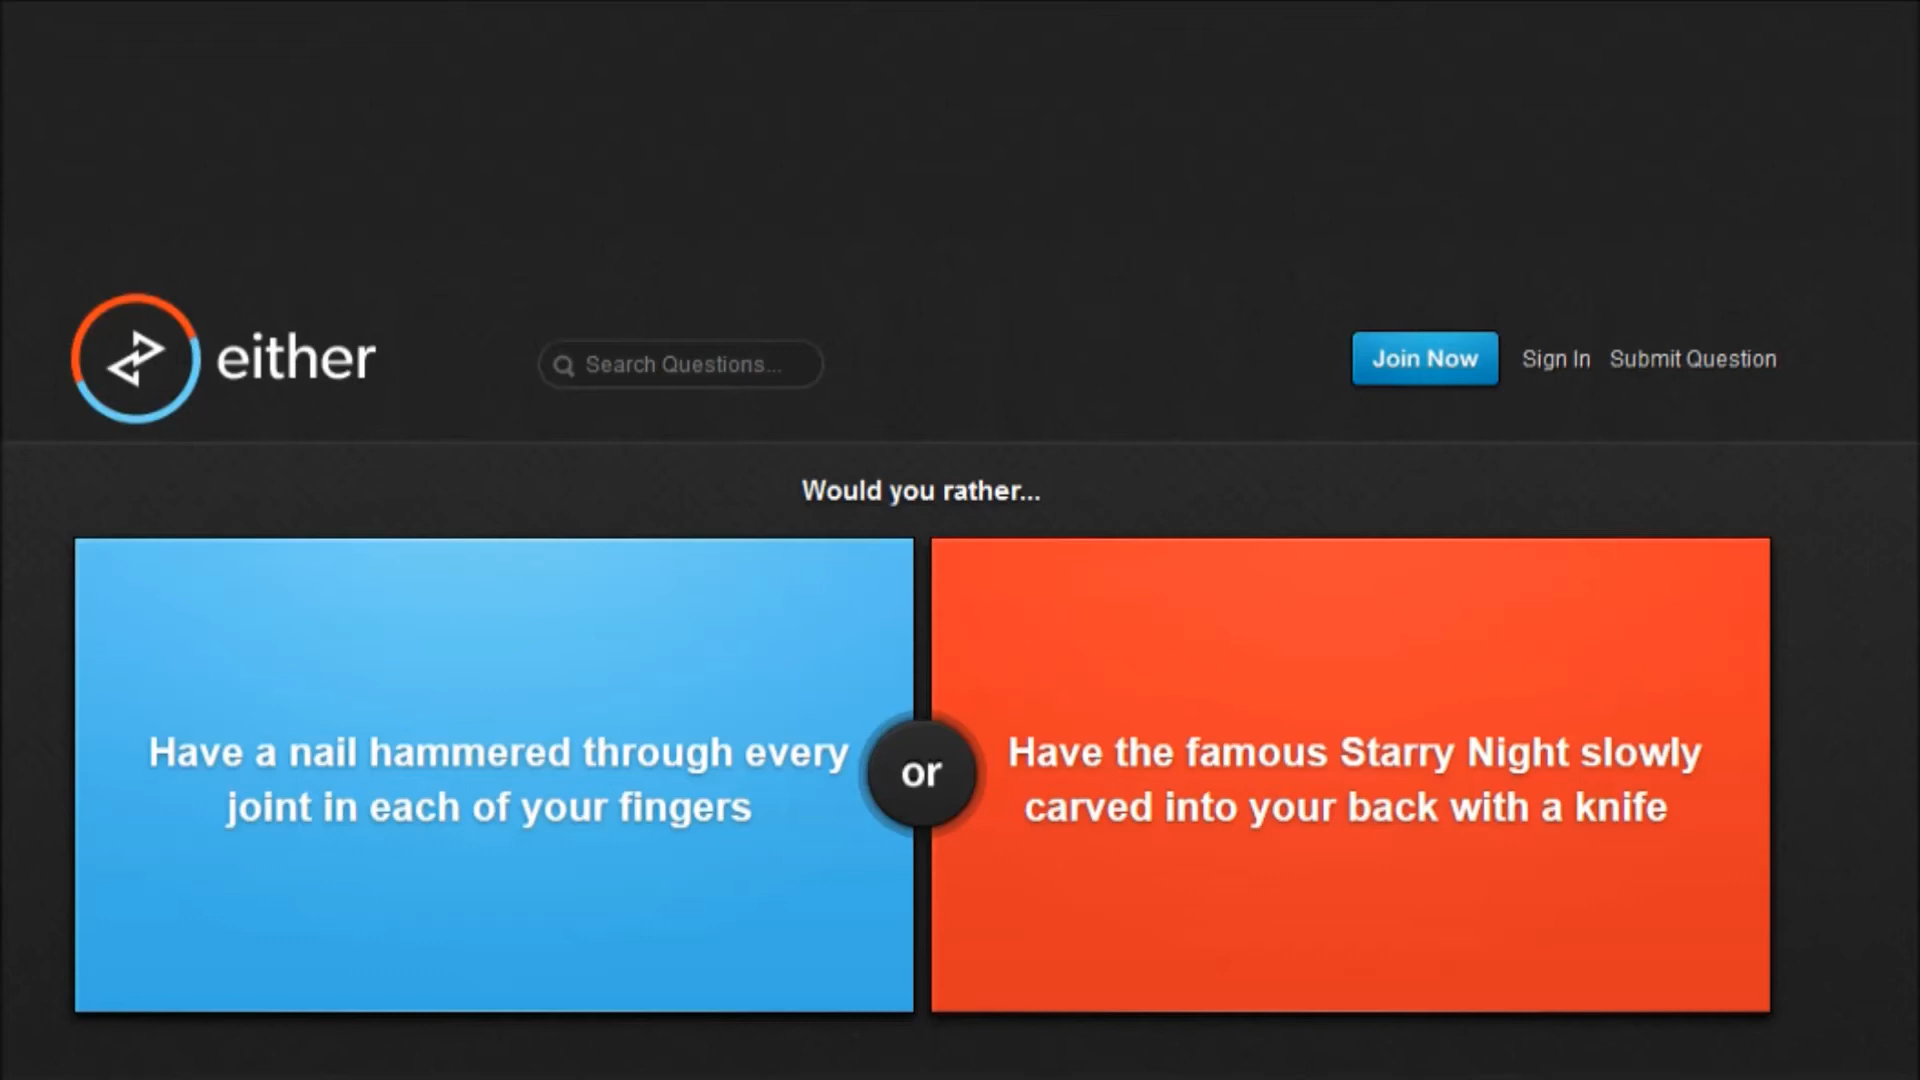 either
Search Questions...
Join Now
Sign In
Submit Question
Would you rather...
Have a nail hammered through every
joint in each of your fingers
or
Have the famous Starry Night slowly
carved into your back with a knife